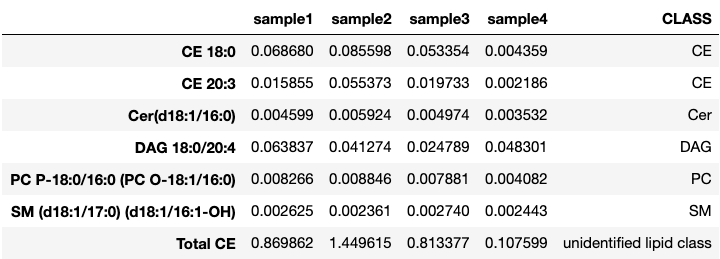 sample1 sample2 sample3 sample4 CLASS
CE 18:0 0.068680 0.085598 0.053354 0.004359 CE
CE 20:3 0.015855 0.055373 0.019733 0.002186 CE
Cer(d18:1/16:0) 0.004599 0.005924 0.004974 0.003532 Cer
DAG 18:0/20:4 0.063837 0.041274 0.024789 0.048301 DAG
PC P-18:0/16:0 (PC O-18:1/16:0) 0.008266 0.008846 0.007881 0.004082 PC
SM (d18:1/17:0) (d18:1/16:1-OH) 0.002625 0.002361 0.002740 0.002443 SM
Total CE 0.869862 1.449615 0.813377 0.107599 unidentified lipid class